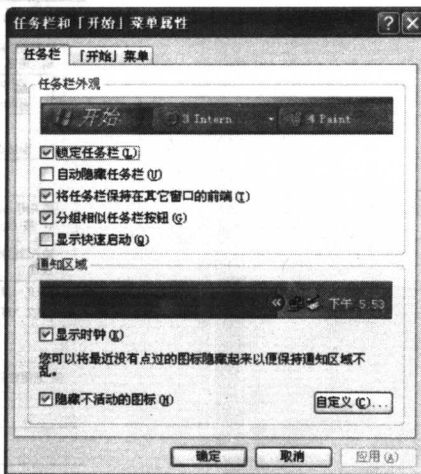 任务栏和「开始」菜单属性
任务栏 「开始」菜单
任务栏外观
开始 3 Intern... 4 Paint
锁定任务栏(L)
自动隐藏任务栏(U)
将任务栏保持在其它窗口的前端(T)
分组相似任务栏按钮(G)
显示快速启动(Q)
通知区域
« 下午 5:53
显示时钟(K)
您可以将最近没有点过的图标隐藏起来以便保持通知区域不
乱。
隐藏不活动的图标(H)
自定义(C)...
确定 取消 应用(A)